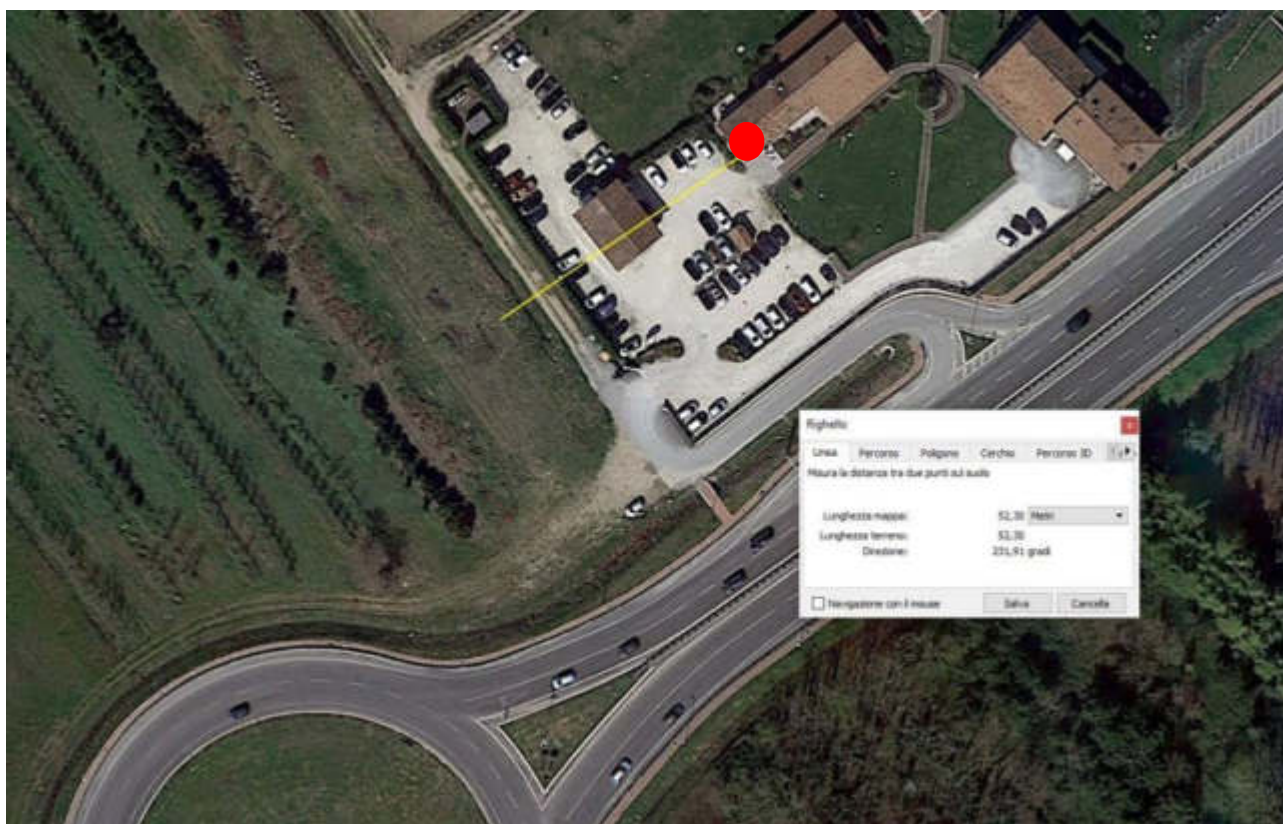 Righello
Linea Percorso Poligono Cerchio Percorso 3D
Misura la distanza tra due punti sul suolo
Lunghezza mappa: 52,30 Metri
Lunghezza terreno: 52,30
Direzione: 231,91 gradi
Navigazione con il mouse Salva Cancella